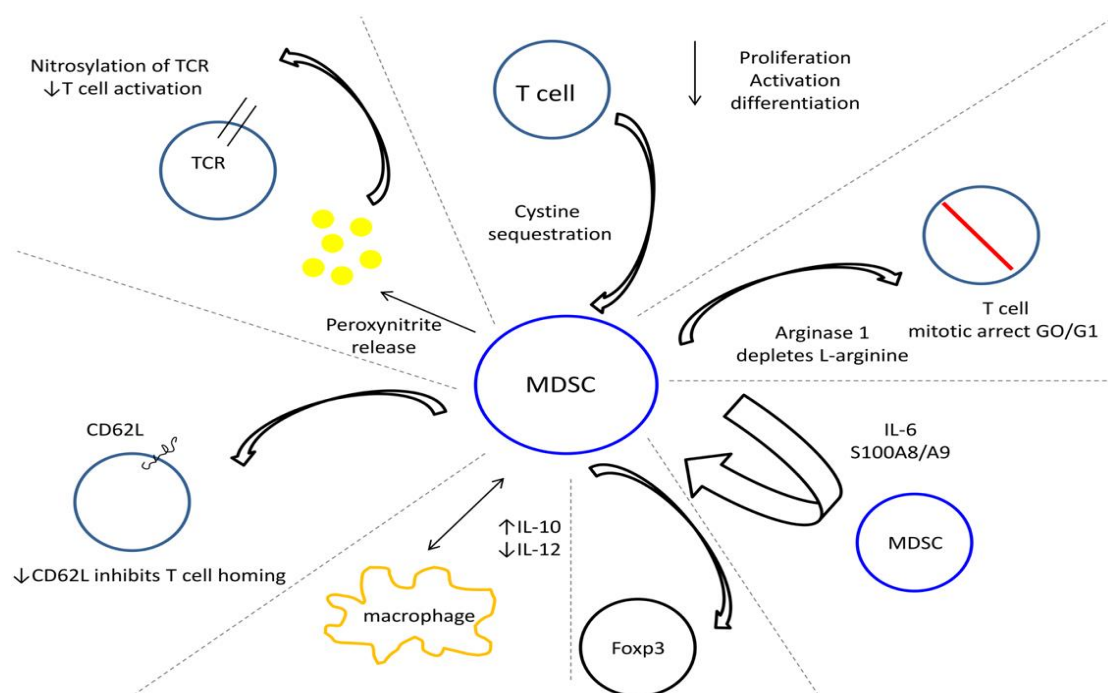 Nitrosylation of TCR
↓T cell activation
TCR
T cell
Proliferation
Activation
differentiation
Cystine
sequestration
Peroxynitrite
release
T cell
mitotic arrect GO/G1
Arginase 1
depletes L-arginine
MDSC
CD62L
↓CD62L inhibits T cell homing
↑IL-10
↓IL-12
macrophage
Foxp3
IL-6
S100A8/A9
MDSC